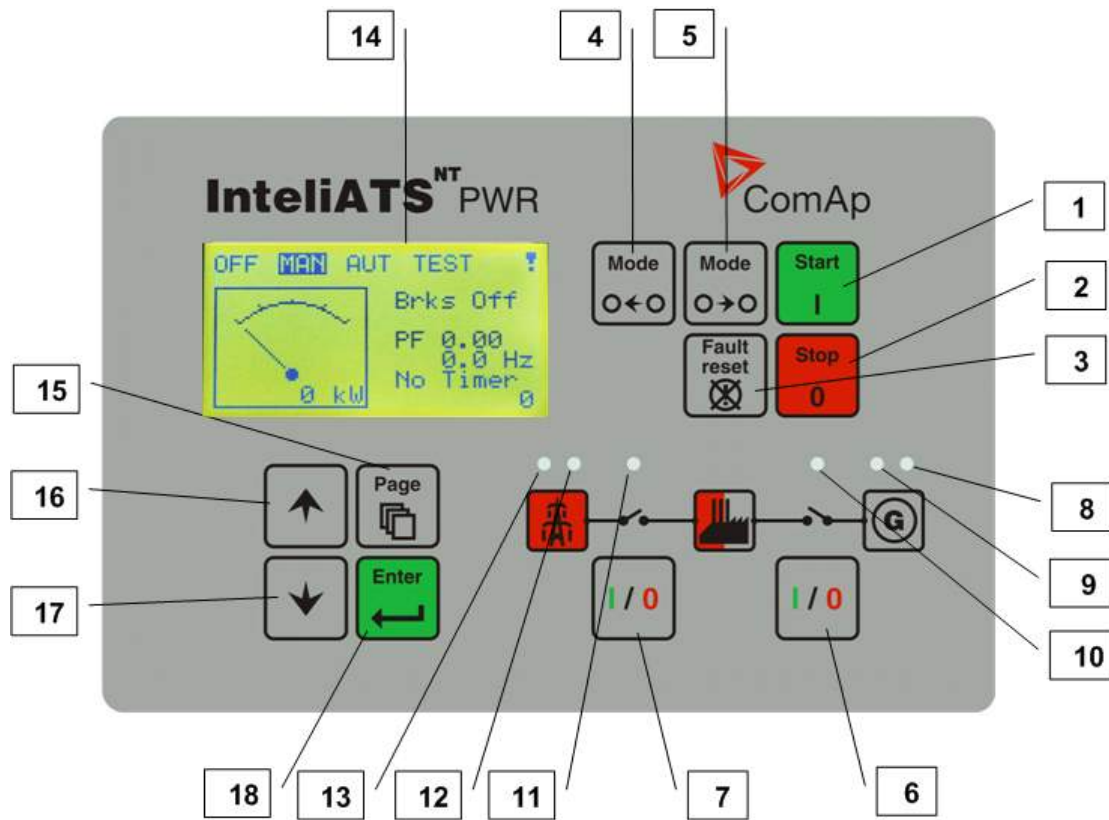 14
4
5
InteliATS NT PWR
ComAp
1
2
3
OFF MAN AUT TEST !
Brks Off
PF 0.00
0.0 Hz
No Timer
0
0 kW
Mode
Mode
Start
I
Fault
reset
Stop
0
15
16
17
Page
Enter
G
I / 0
I / 0
8
9
10
18
13
12
11
7
6